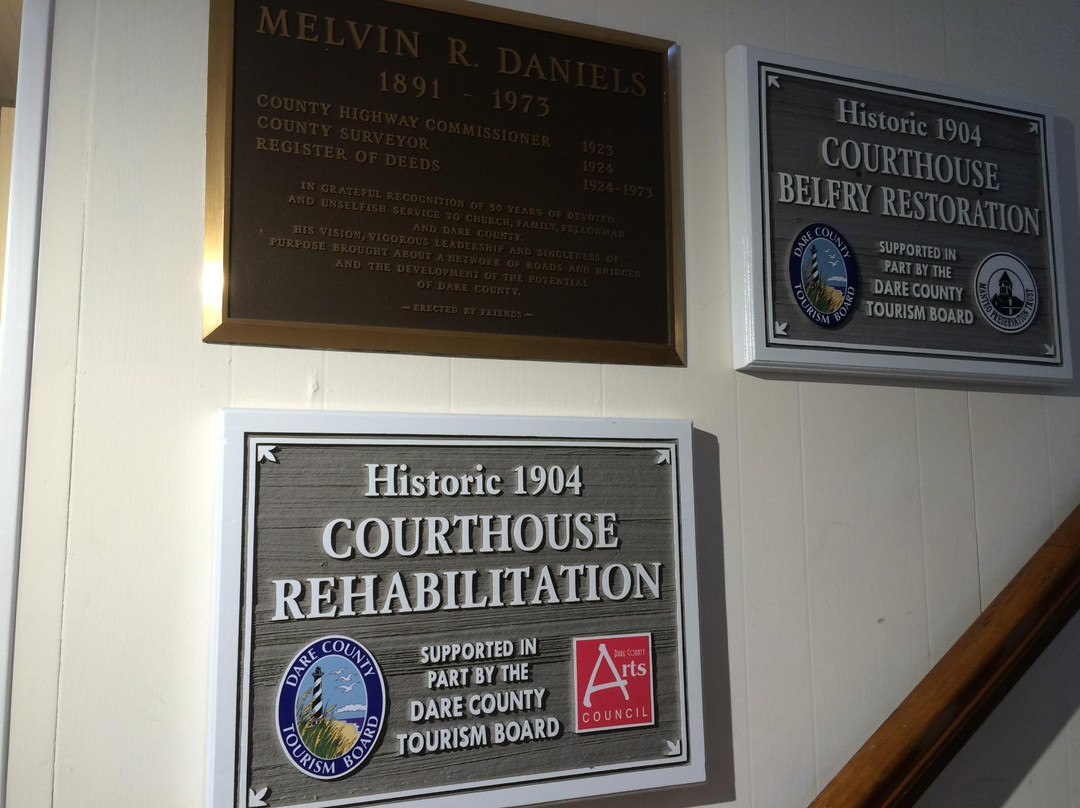 MELVIN R. DANIELS
1891 - 1973
COUNTY HIGHWAY COMMISSIONER 1923
COUNTY SURVEYOR 1924
REGISTER OF DEEDS 1924-1973
IN GRATEFUL RECOGNITION OF 50 YEARS OF DEVOTED
AND UNSELFISH SERVICE TO CHURCH, FAMILY, FELLOWMAN
AND DARE COUNTY.
HIS VISION, VIGOROUS LEADERSHIP AND SINGLENESS OF
PURPOSE BROUGHT ABOUT A NETWORK OF ROADS AND BRIDGES
AND THE DEVELOPMENT OF THE POTENTIAL
OF DARE COUNTY.
— ERECTED BY FRIENDS —
Historic 1904
COURTHOUSE
BELFRY RESTORATION
DARE COUNTY
TOURISM BOARD
SUPPORTED IN
PART BY THE
DARE COUNTY
TOURISM BOARD
MANTEO PRESERVATION TRUST
Historic 1904
COURTHOUSE
REHABILITATION
DARE COUNTY
TOURISM BOARD
SUPPORTED IN
PART BY THE
DARE COUNTY
TOURISM BOARD
DARE COUNTY
Arts
COUNCIL